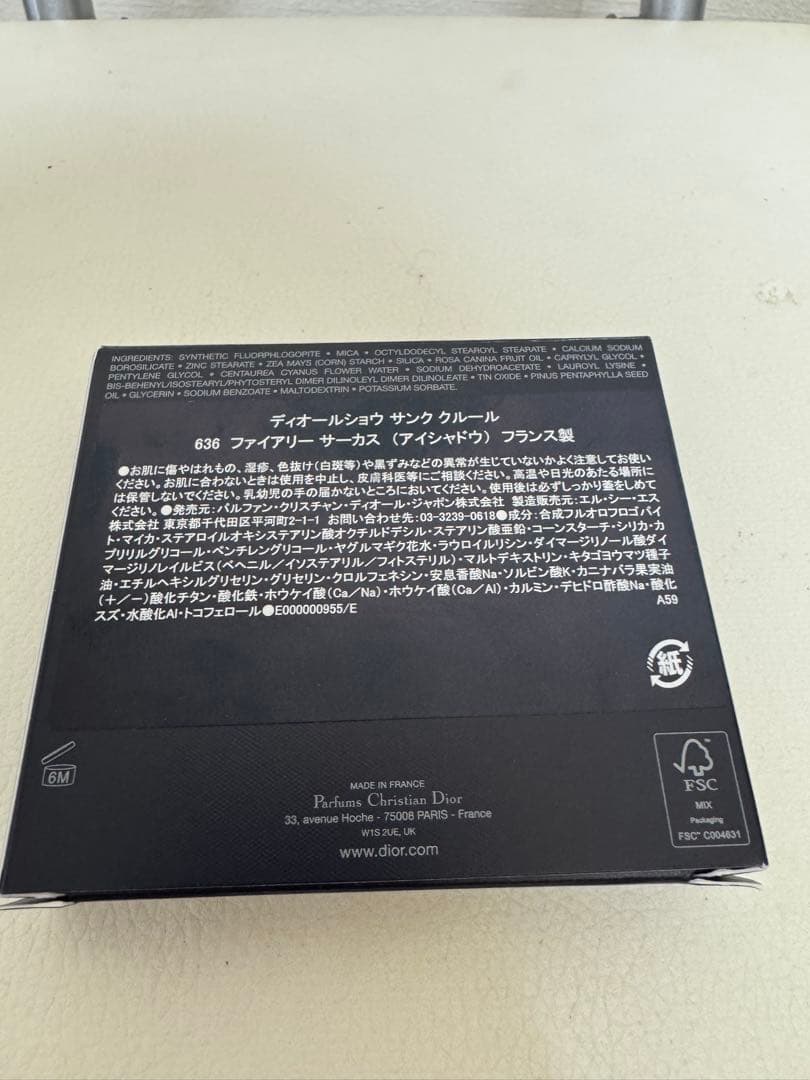 INGREDIENTS: SYNTHETIC FLUORPHLOGOPITE • MICA • OCTYLDODECYL STEAROYL STEARATE • CALCIUM SODIUM
BOROSILICATE • ZINC STEARATE • ZEA MAYS (CORN) STARCH • SILICA • ROSA CANINA FRUIT OIL • CAPRYLYL GLYCOL •
PENTYLENE GLYCOL • CENTAUREA CYANUS FLOWER WATER • SODIUM DEHYDROACETATE • LAUROYL LYSINE •
BIS-BEHENYL/ISOSTEARYL/PHYTOSTERYL DIMER DILINOLEYL DIMER DILINOLEATE • TIN OXIDE • PINUS PENTAPHYLLA SEED
OIL • GLYCERIN • SODIUM BENZOATE • MALTODEXTRIN • POTASSIUM SORBATE.
ディオールショウ サンク クルール
636 ファイアリー サーカス (アイシャドウ) フランス製
●お肌に傷やはれもの、湿疹、色抜け(白斑等)や黒ずみなどの異常が生じていないかよく注意してお使い
ください。お肌に合わないときは使用を中止し、皮膚科医等にご相談ください。高温や日光のあたる場所に
は保管しないでください。乳幼児の手の届かないところにおいてください。使用後は必ずしっかり蓋をしめて
ください。●発売元:パルファン・クリスチャン・ディオール・ジャポン株式会社 製造販売元:エル・シー・エス
株式会社 東京都千代田区平河町2-1-1 お問い合わせ先:03-3239-0618●成分:合成フルオロフロゴパイ
ト・マイカ・ステアロイルオキシステアリン酸オクチルドデシル・ステアリン酸亜鉛・コーンスターチ・シリカ・カ
プリリルグリコール・ペンチレングリコール・ヤグルマギク花水・ラウロイルリシン・ダイマージリノール酸ダイ
マージリノレイルビス(ベヘニル/イソステアリル/フィトステリル)・マルトデキストリン・キタゴヨウマツ種子
油・エチルヘキシルグリセリン・グリセリン・クロルフェネシン・安息香酸Na・ソルビン酸K・カニナバラ果実油
(+/-)酸化チタン・酸化鉄・ホウケイ酸(Ca/Na)・ホウケイ酸(Ca/Al)・カルミン・デヒドロ酢酸Na・酸化
スズ・水酸化Al・トコフェロール●E000000955/E
A59
紙
6M
MADE IN FRANCE
Parfums Christian Dior
33, avenue Hoche - 75008 PARIS - France
W1S 2UE, UK
www.dior.com
FSC
MIX
Packaging
FSC™ C004631